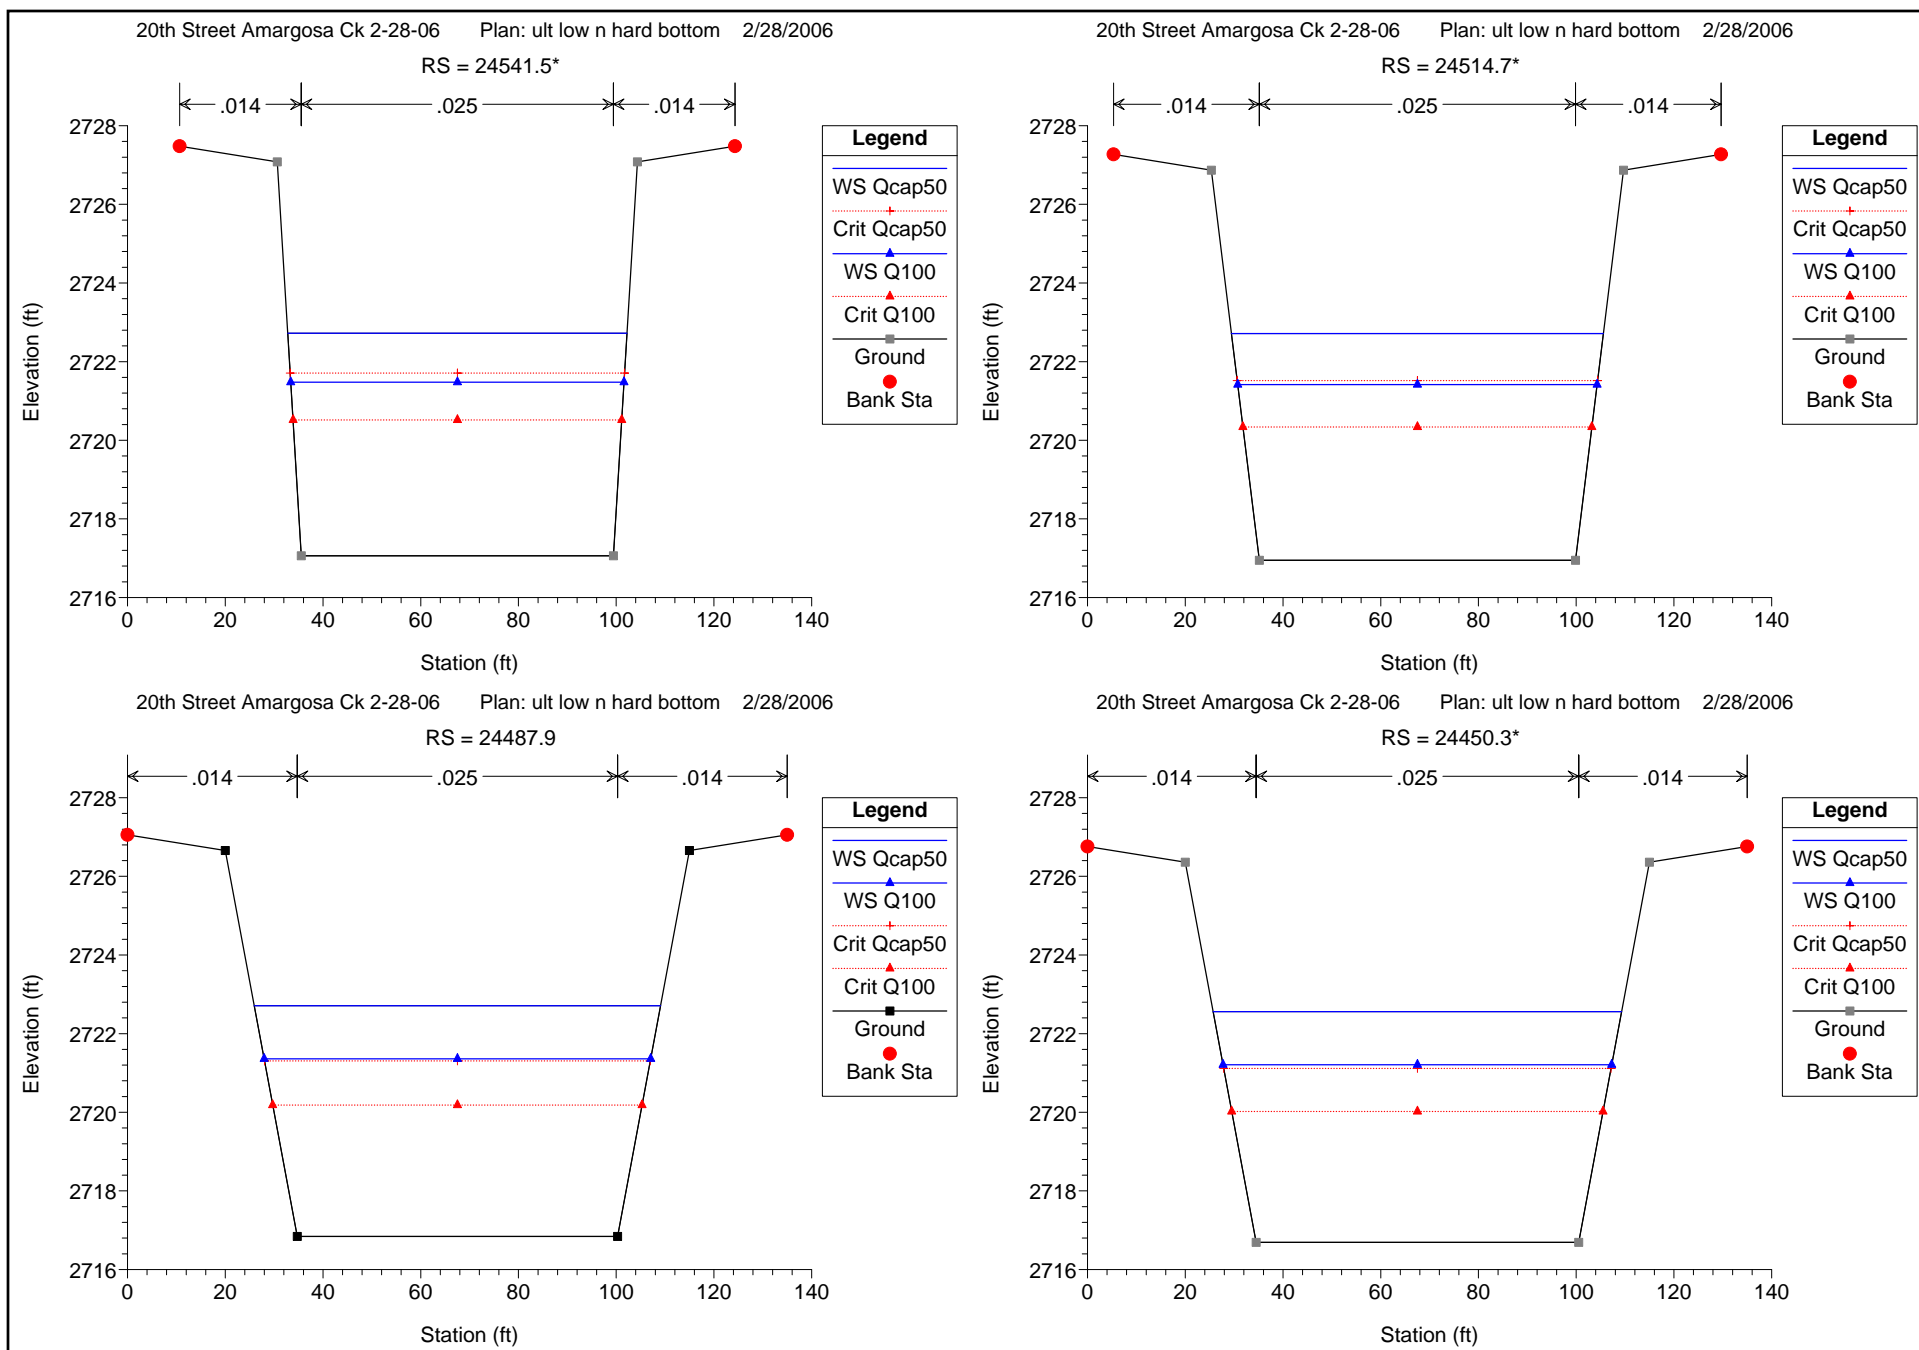 20th Street Amargosa Ck 2-28-06 Plan: ult low n hard bottom 2/28/2006
RS = 24541.5*
.014 .025 .014
2728
2726
2724
2722
2720
2718
2716
Elevation (ft)
0 20 40 60 80 100 120 140
Station (ft)
Legend
WS Qcap50
Crit Qcap50
WS Q100
Crit Q100
Ground
Bank Sta
20th Street Amargosa Ck 2-28-06 Plan: ult low n hard bottom 2/28/2006
RS = 24514.7*
.014 .025 .014
2728
2726
2724
2722
2720
2718
2716
Elevation (ft)
0 20 40 60 80 100 120 140
Station (ft)
Legend
WS Qcap50
Crit Qcap50
WS Q100
Crit Q100
Ground
Bank Sta
20th Street Amargosa Ck 2-28-06 Plan: ult low n hard bottom 2/28/2006
RS = 24487.9
.014 .025 .014
2728
2726
2724
2722
2720
2718
2716
Elevation (ft)
0 20 40 60 80 100 120 140
Station (ft)
Legend
WS Qcap50
WS Q100
Crit Qcap50
Crit Q100
Ground
Bank Sta
20th Street Amargosa Ck 2-28-06 Plan: ult low n hard bottom 2/28/2006
RS = 24450.3*
.014 .025 .014
2728
2726
2724
2722
2720
2718
2716
Elevation (ft)
0 20 40 60 80 100 120 140
Station (ft)
Legend
WS Qcap50
WS Q100
Crit Qcap50
Crit Q100
Ground
Bank Sta